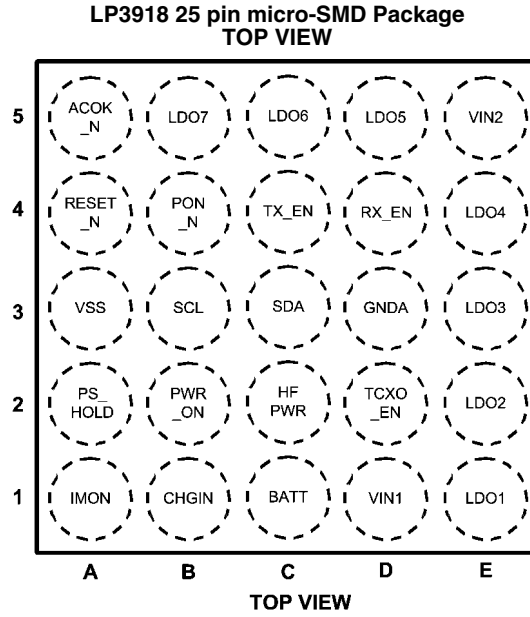 LP3918 25 pin micro-SMD Package
TOP VIEW
5
ACOK
_N
LDO7
LDO6
LDO5
VIN2
4
RESET
_N
PON
_N
TX_EN
RX_EN
LDO4
3
VSS
SCL
SDA
GNDA
LDO3
2
PS_
HOLD
PWR
_ON
HF
PWR
TCXO
_EN
LDO2
1
IMON
CHGIN
BATT
VIN1
LDO1
A
B
C
D
E
TOP VIEW